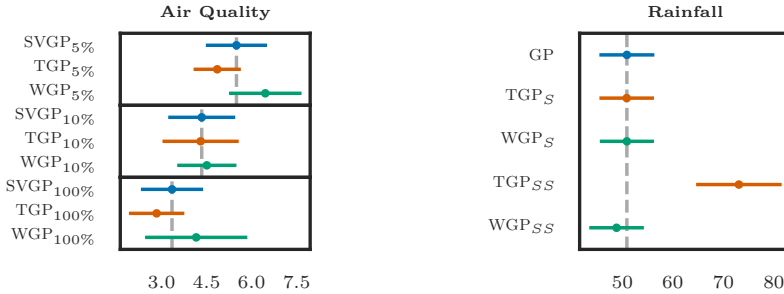 Air Quality
SVGP5%
TGP5%
WGP5%
SVGP10%
TGP10%
WGP10%
SVGP100%
TGP100%
WGP100%
3.0 4.5 6.0 7.5
Rainfall
GP
TGPS
WGPS
TGPSS
WGPSS
50 60 70 80